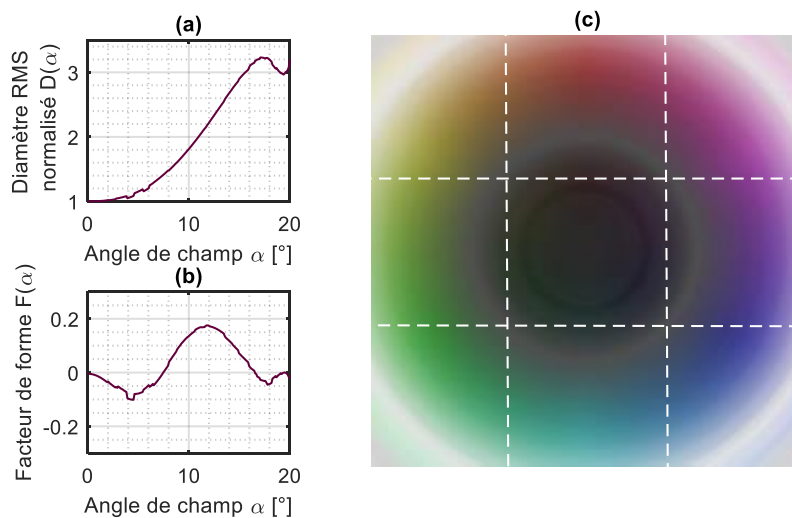 (a)
Diamètre RMS
normalisé D(α)
3
2
1
0 10 20
Angle de champ α [°]
(b)
Facteur de forme F(α)
0.2
0
-0.2
0 10 20
Angle de champ α [°]
(c)